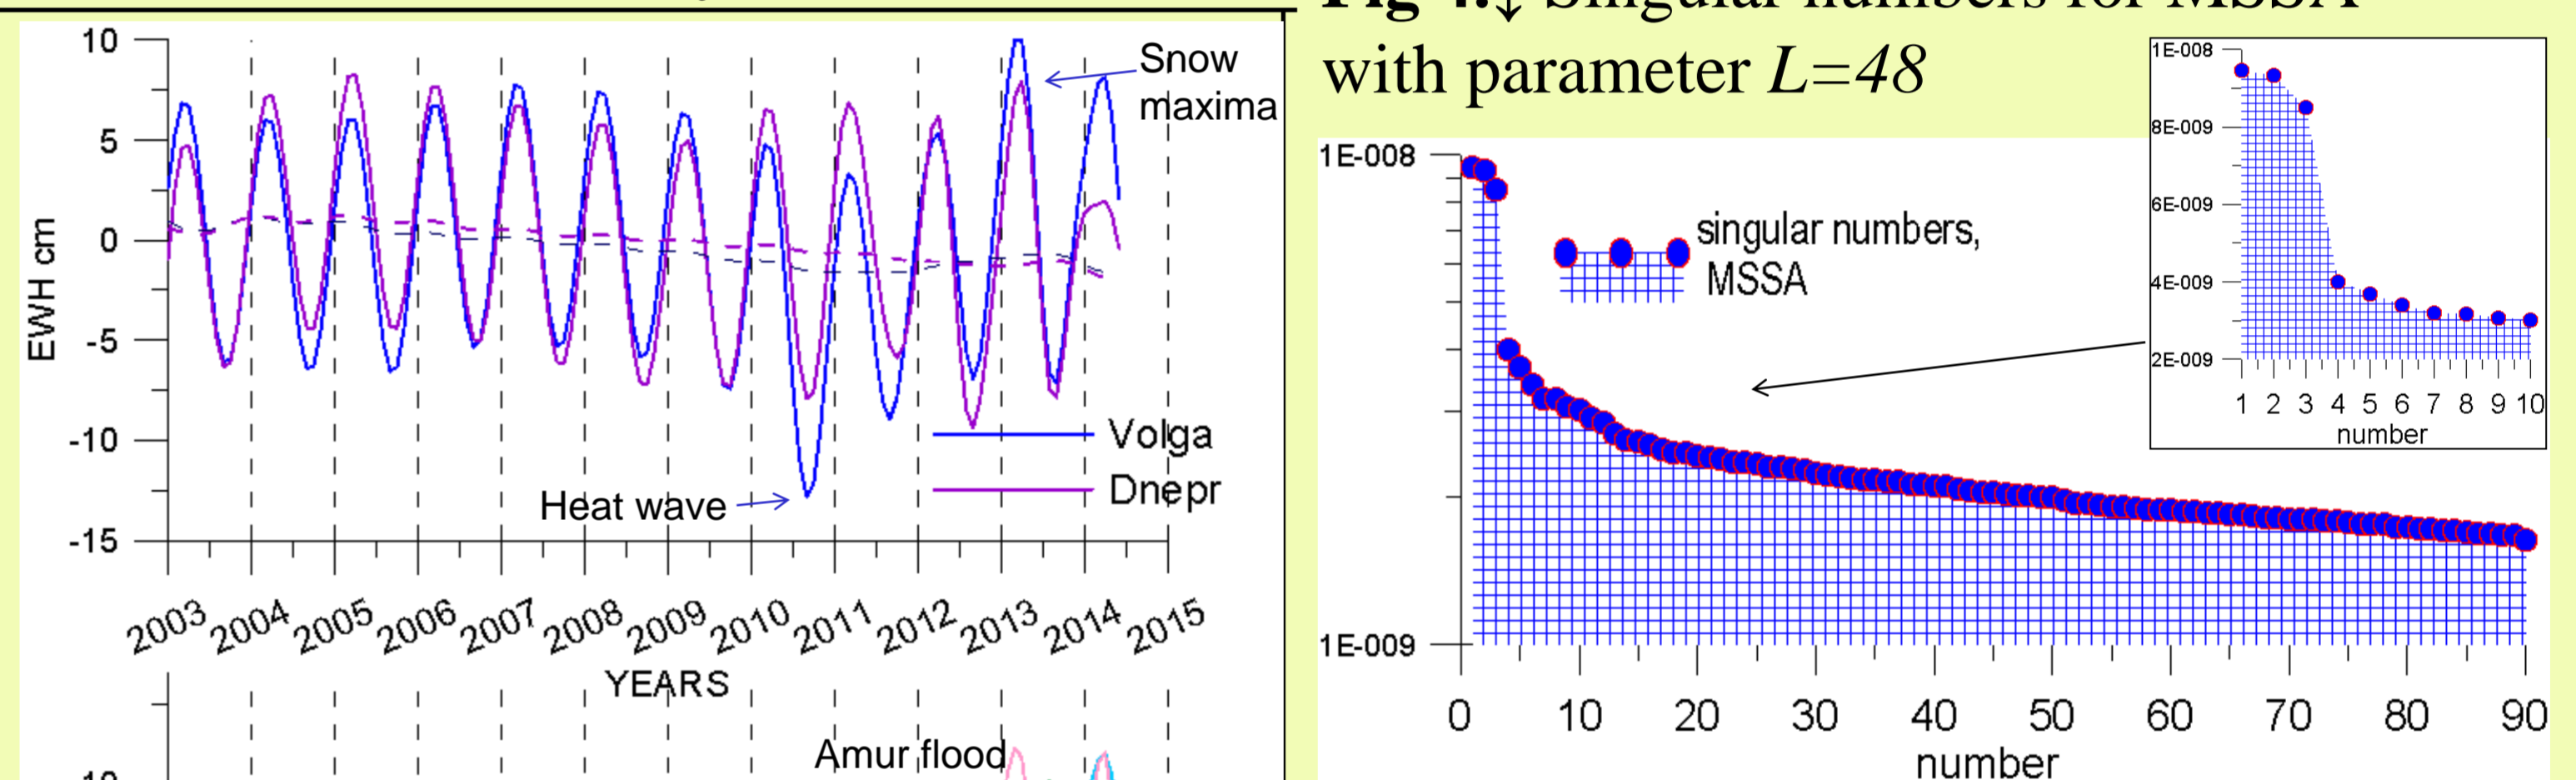 10
5
0
-5
-10
-15
EWH cm
Snow
maxima
Heat wave
Volga
Dnepr
2003 2004 2005 2006 2007 2008 2009 2010 2011 2012 2013 2014 2015
YEARS
Amur flood
Fig 4.↓ Singular numbers for MSSA
with parameter L=48
1E-008
1E-009
singular numbers,
MSSA
0 10 20 30 40 50 60 70 80 90
number
1E-008
8E-009
6E-009
4E-009
2E-009
1 2 3 4 5 6 7 8 9 10
number